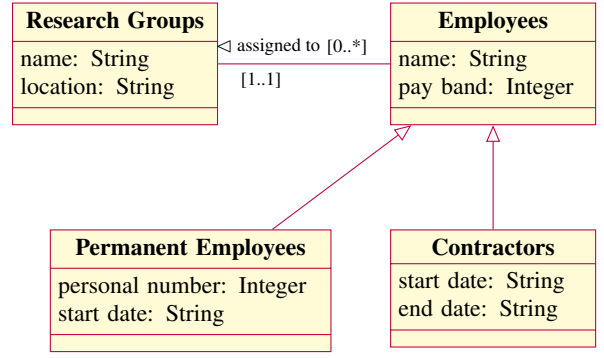 Research Groups
name: String
location: String
◁ assigned to [0..*]
[1..1]
Employees
name: String
pay band: Integer
Permanent Employees
personal number: Integer
start date: String
Contractors
start date: String
end date: String